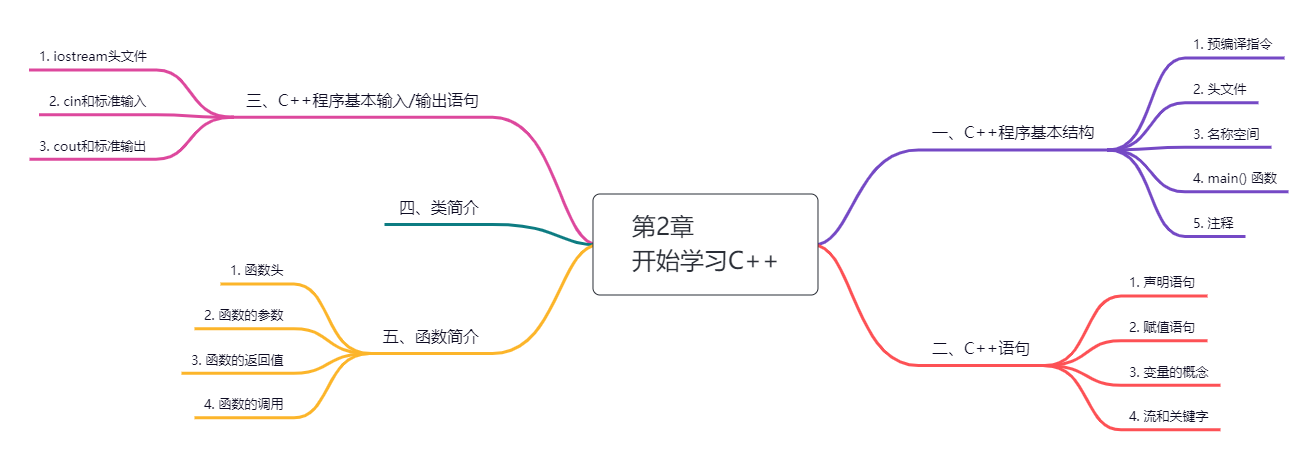 第2章
开始学习C++
一、C++程序基本结构
1. 预编译指令
2. 头文件
3. 名称空间
4. main() 函数
5. 注释
二、C++语句
1. 声明语句
2. 赋值语句
3. 变量的概念
4. 流和关键字
三、C++程序基本输入/输出语句
1. iostream头文件
2. cin和标准输入
3. cout和标准输出
四、类简介
五、函数简介
1. 函数头
2. 函数的参数
3. 函数的返回值
4. 函数的调用